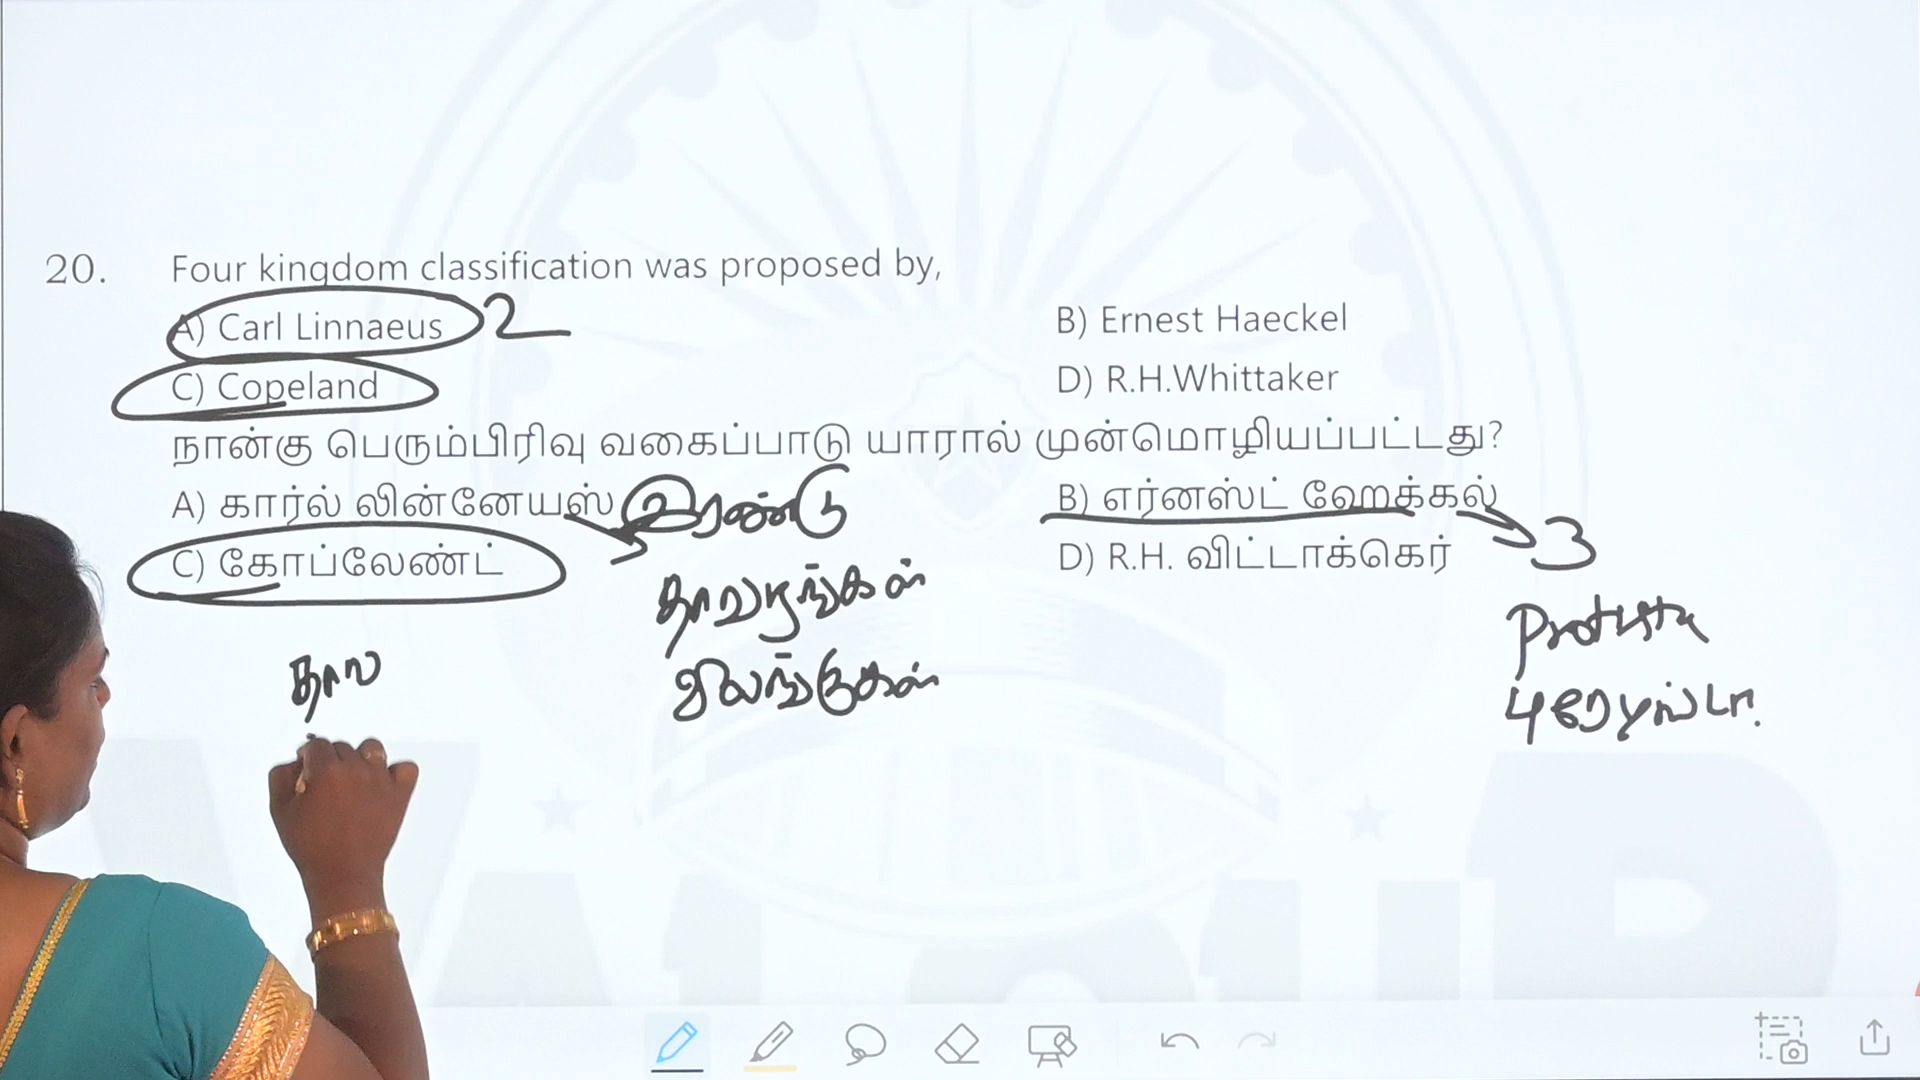 20. Four kingdom classification was proposed by,
A) Carl Linnaeus 2 B) Ernest Haeckel
C) Copeland D) R.H.Whittaker
நான்கு பெரும்பிரிவு வகைப்பாடு யாரால் முன்மொழியப்பட்டது?
A) கார்ல் லின்னேயஸ் இரண்டு B) எர்னஸ்ட் ஹேக்கல்
C) கோப்லேண்ட் D) R.H. விட்டாக்கெர் 3
தாவரங்கள் Protista
தாவ விலங்குகள்